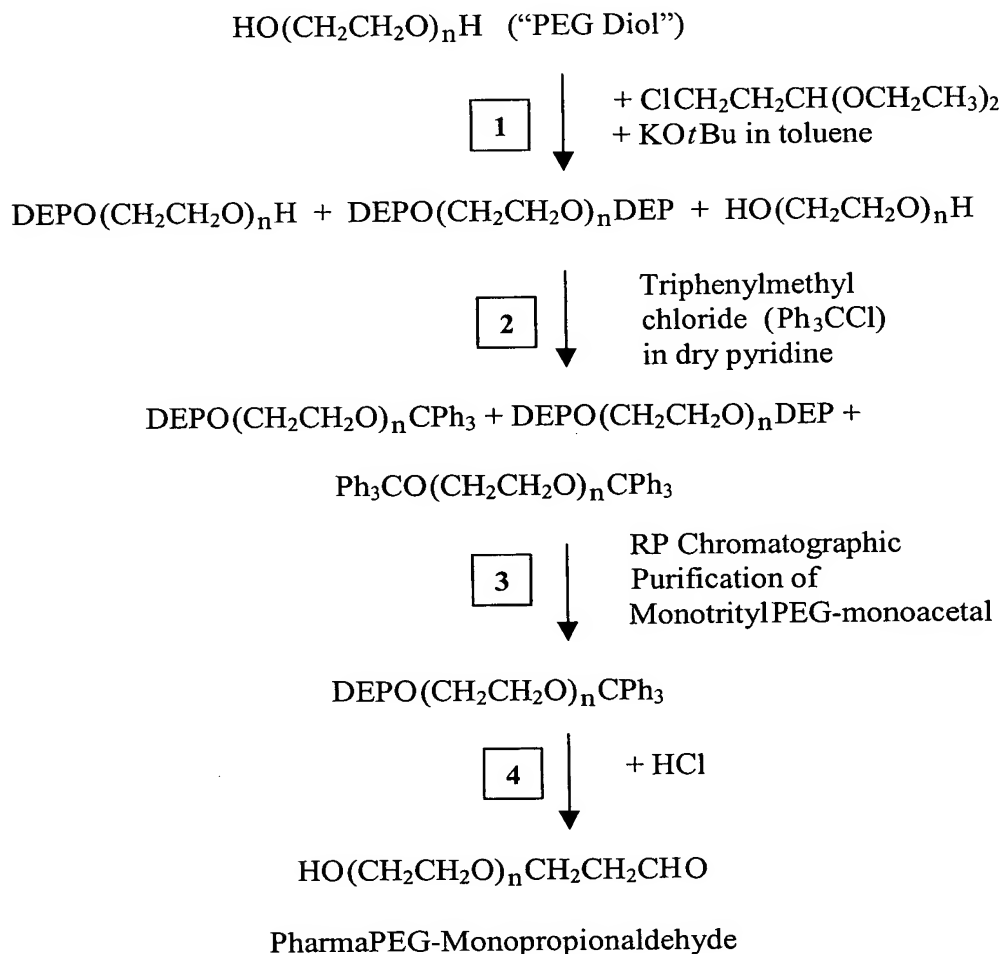 HO(CH₂CH₂O)ₙH ("PEG Diol")
1
+ ClCH₂CH₂CH(OCH₂CH₃)₂
+ KOtBu in toluene
DEPO(CH₂CH₂O)ₙH + DEPO(CH₂CH₂O)ₙDEP + HO(CH₂CH₂O)ₙH
2
Triphenylmethyl
chloride (Ph₃CCl)
in dry pyridine
DEPO(CH₂CH₂O)ₙCPh₃ + DEPO(CH₂CH₂O)ₙDEP +
Ph₃CO(CH₂CH₂O)ₙCPh₃
3
RP Chromatographic
Purification of
Monotrityl PEG-monoacetal
DEPO(CH₂CH₂O)ₙCPh₃
4
+ HCl
HO(CH₂CH₂O)ₙCH₂CH₂CHO
PharmaPEG-Monopropionaldehyde